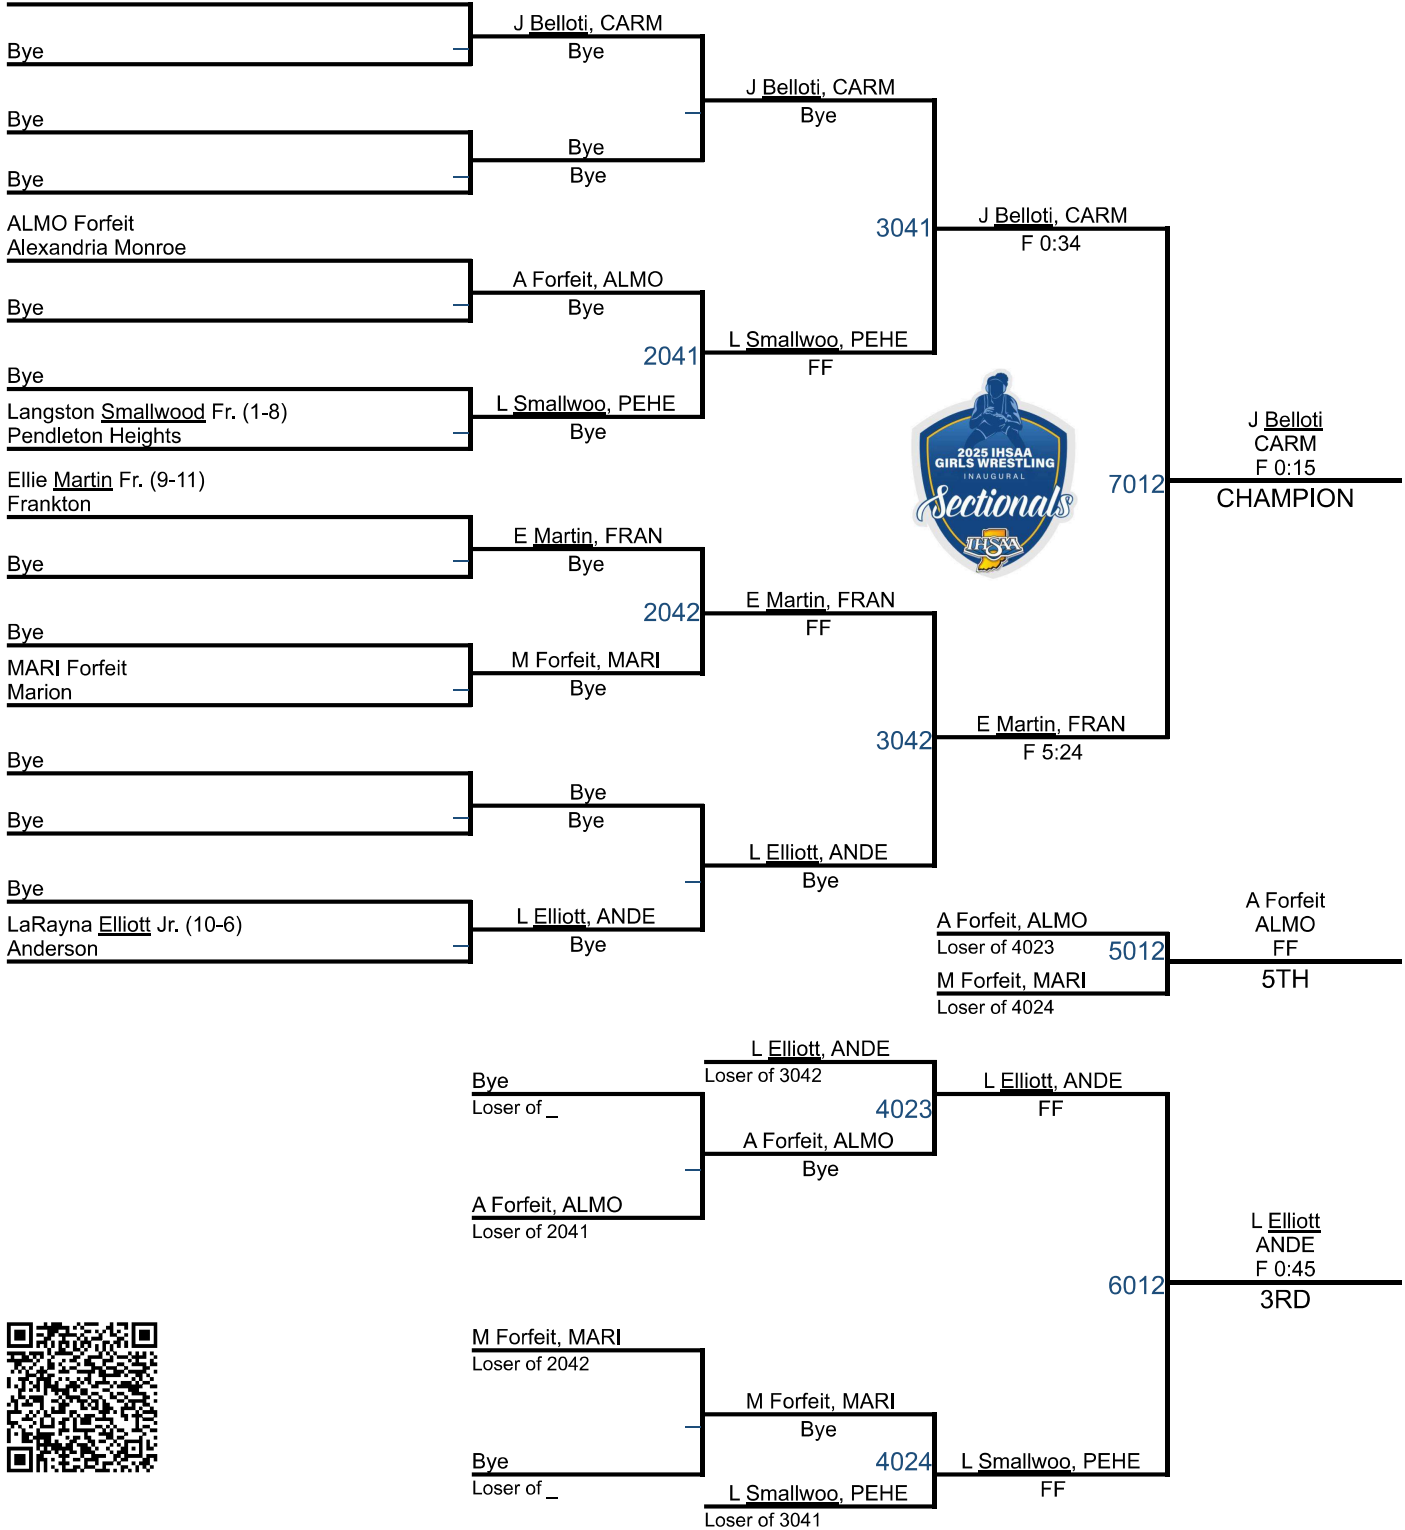 Bye
Bye
Bye
ALMO Forfeit
Alexandria Monroe
Bye
Bye
Langston Smallwood Fr. (1-8)
Pendleton Heights
Ellie Martin Fr. (9-11)
Frankton
Bye
Bye
MARI Forfeit
Marion
Bye
Bye
Bye
LaRayna Elliott Jr. (10-6)
Anderson
J Belloti, CARM
Bye
Bye
Bye
A Forfeit, ALMO
Bye
2041
L Smallwoo, PEHE
Bye
E Martin, FRAN
Bye
2042
M Forfeit, MARI
Bye
Bye
Bye
L Elliott, ANDE
Bye
J Belloti, CARM
Bye
3041
L Smallwoo, PEHE
FF
E Martin, FRAN
FF
3042
L Elliott, ANDE
Bye
J Belloti, CARM
F 0:34
2025 IHSAA
GIRLS WRESTLING
INAUGURAL
Sectionals
IHSAA
7012
E Martin, FRAN
F 5:24
J Belloti
CARM
F 0:15
CHAMPION
A Forfeit, ALMO
Loser of 4023
5012
M Forfeit, MARI
Loser of 4024
A Forfeit
ALMO
FF
5TH
Bye
Loser of _
A Forfeit, ALMO
Loser of 2041
M Forfeit, MARI
Loser of 2042
Bye
Loser of _
L Elliott, ANDE
Loser of 3042
4023
A Forfeit, ALMO
Bye
M Forfeit, MARI
Bye
4024
L Smallwoo, PEHE
Loser of 3041
L Elliott, ANDE
FF
6012
L Smallwoo, PEHE
FF
L Elliott
ANDE
F 0:45
3RD